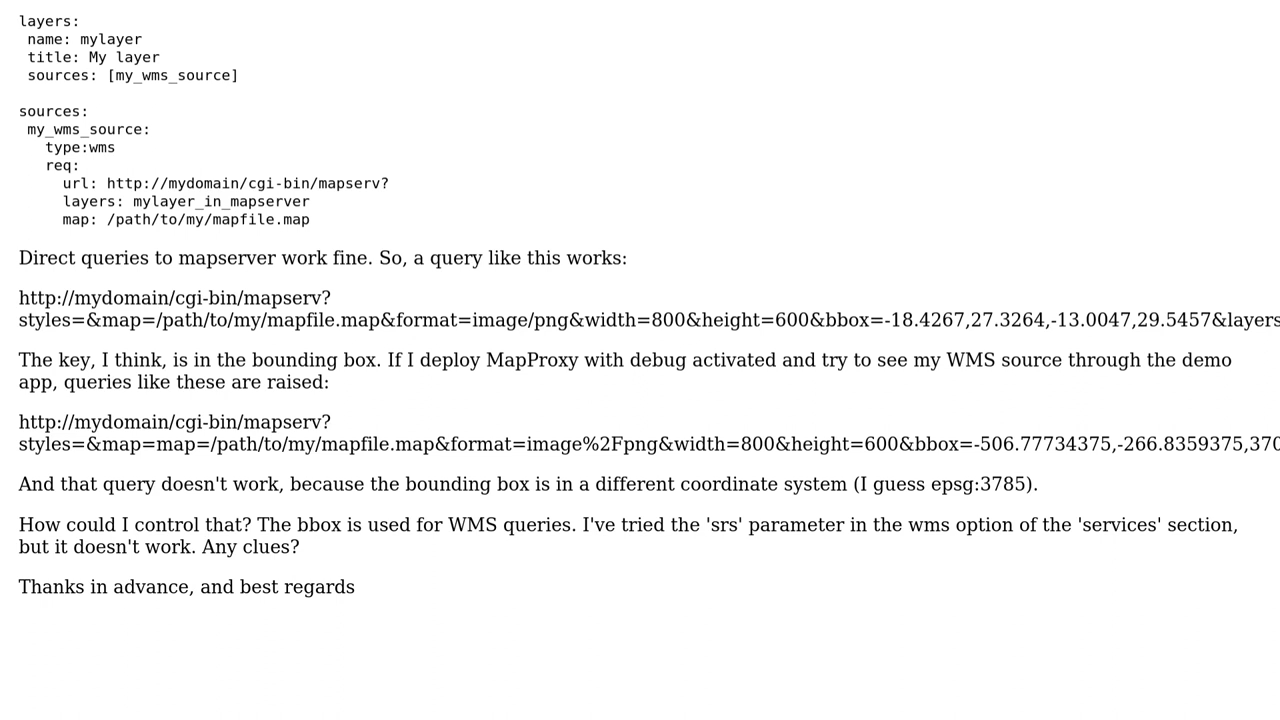 layers:
 name: mylayer
 title: My layer
 sources: [my_wms_source]

sources:
 my_wms_source:
   type:wms
   req:
     url: http://mydomain/cgi-bin/mapserv?
     layers: mylayer_in_mapserver
     map: /path/to/my/mapfile.map
Direct queries to mapserver work fine. So, a query like this works:
http://mydomain/cgi-bin/mapserv?
styles=&map=/path/to/my/mapfile.map&format=image/png&width=800&height=600&bbox=-18.4267,27.3264,-13.0047,29.5457&layers
The key, I think, is in the bounding box. If I deploy MapProxy with debug activated and try to see my WMS source through the demo
app, queries like these are raised:
http://mydomain/cgi-bin/mapserv?
styles=&map=map=/path/to/my/mapfile.map&format=image%2Fpng&width=800&height=600&bbox=-506.77734375,-266.8359375,370
And that query doesn't work, because the bounding box is in a different coordinate system (I guess epsg:3785).
How could I control that? The bbox is used for WMS queries. I've tried the 'srs' parameter in the wms option of the 'services' section,
but it doesn't work. Any clues?
Thanks in advance, and best regards